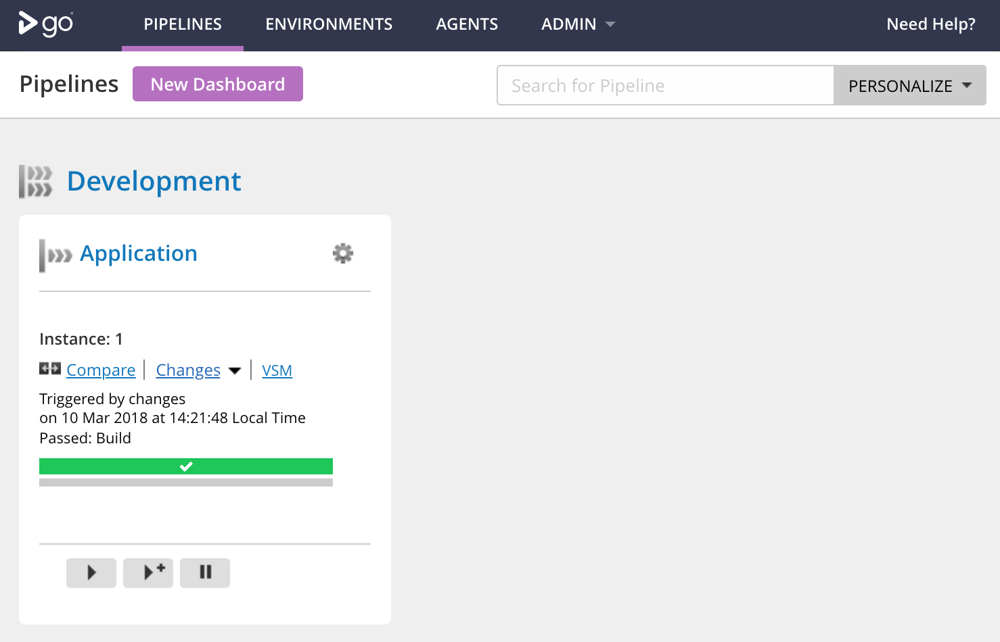 go PIPELINES ENVIRONMENTS AGENTS ADMIN Need Help?
Pipelines New Dashboard Search for Pipeline PERSONALIZE
Development
Application
Instance: 1
Compare Changes VSM
Triggered by changes
on 10 Mar 2018 at 14:21:48 Local Time
Passed: Build